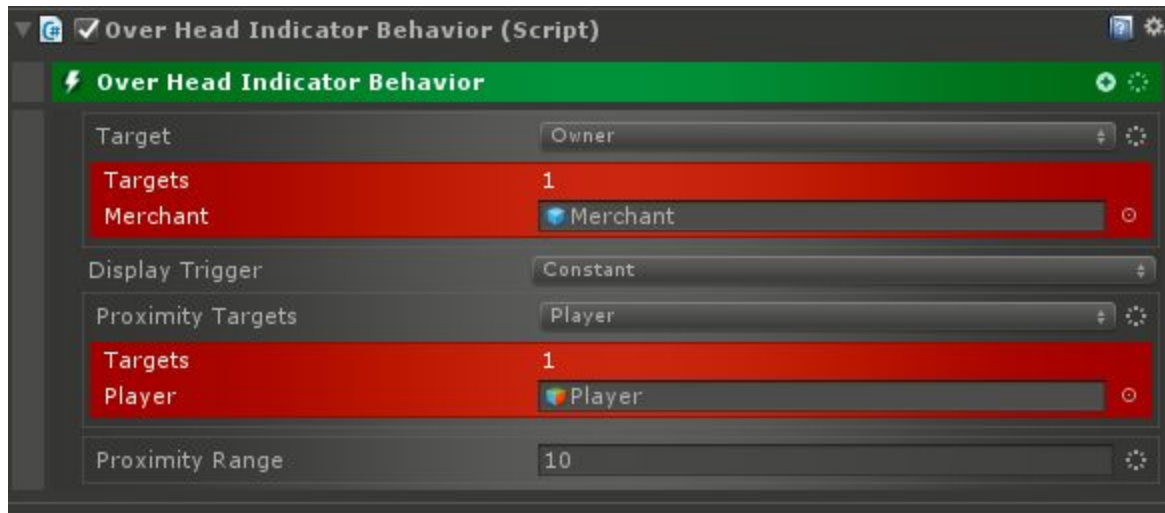 Over Head Indicator Behavior (Script)
Over Head Indicator Behavior
Target Owner
Targets 1
Merchant Merchant
Display Trigger Constant
Proximity Targets Player
Targets 1
Player Player
Proximity Range 10